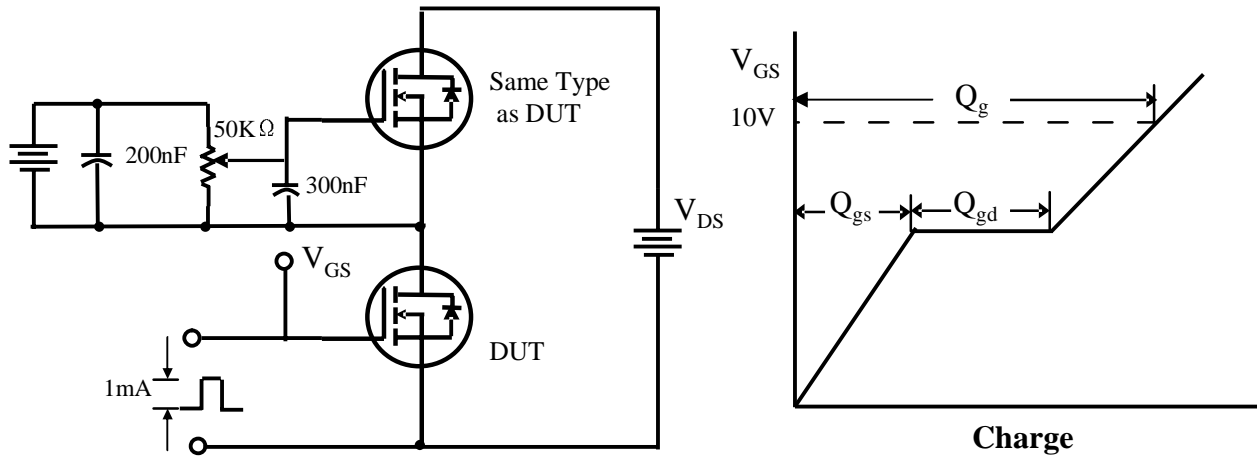 Same Type
as DUT
50KΩ
200nF
300nF
V_GS
V_DS
DUT
1mA
V_GS
10V
Q_g
Q_gs
Q_gd
Charge